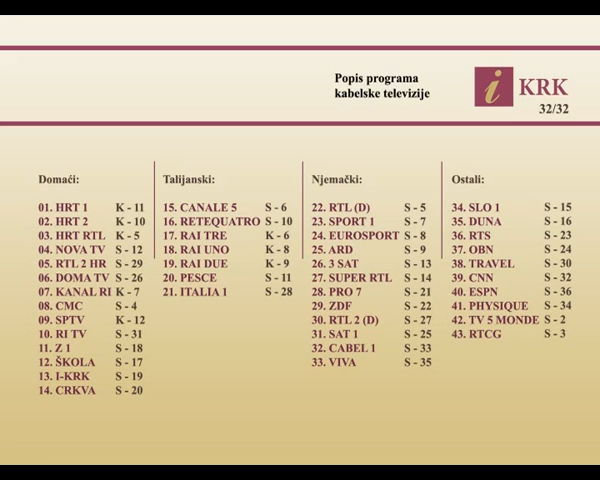 Popis programa
kabelske televizije
i KRK
32/32
Domaći:
01. HRT 1 K - 11
02. HRT 2 K - 10
03. HRT RTL K - 5
04. NOVA TV S - 12
05. RTL 2 HR S - 29
06. DOMA TV S - 26
07. KANAL RI K - 7
08. CMC S - 4
09. SPTV K - 12
10. RI TV S - 31
11. Z 1 S - 18
12. ŠKOLA S - 17
13. I-KRK S - 19
14. CRKVA S - 20
Talijanski:
15. CANALE 5 S - 6
16. RETEQUATRO S - 10
17. RAI TRE K - 6
18. RAI UNO K - 8
19. RAI DUE K - 9
20. PESCE S - 11
21. ITALIA 1 S - 28
Njemački:
22. RTL (D) S - 5
23. SPORT 1 S - 7
24. EUROSPORT S - 8
25. ARD S - 9
26. 3 SAT S - 13
27. SUPER RTL S - 14
28. PRO 7 S - 21
29. ZDF S - 22
30. RTL 2 (D) S - 27
31. SAT 1 S - 25
32. CABEL 1 S - 33
33. VIVA S - 35
Ostali:
34. SLO 1 S - 15
35. DUNA S - 16
36. RTS S - 23
37. OBN S - 24
38. TRAVEL S - 30
39. CNN S - 32
40. ESPN S - 36
41. PHYSIQUE S - 34
42. TV 5 MONDE S - 2
43. RTCG S - 3